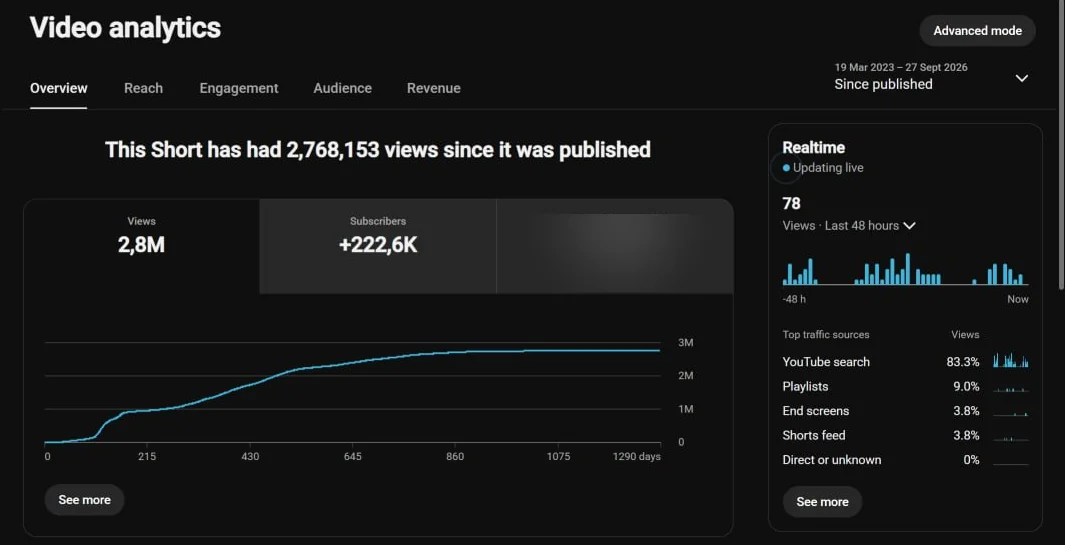 Video analytics
Advanced mode
Overview Reach Engagement Audience Revenue
19 Mar 2023 – 27 Sept 2026
Since published
This Short has had 2,768,153 views since it was published
Views
2,8M
Subscribers
+222,6K
3M
2M
1M
0
0 215 430 645 860 1075 1290 days
See more
Realtime
Updating live
78
Views · Last 48 hours
-48 h Now
Top traffic sources Views
YouTube search 83.3%
Playlists 9.0%
End screens 3.8%
Shorts feed 3.8%
Direct or unknown 0%
See more